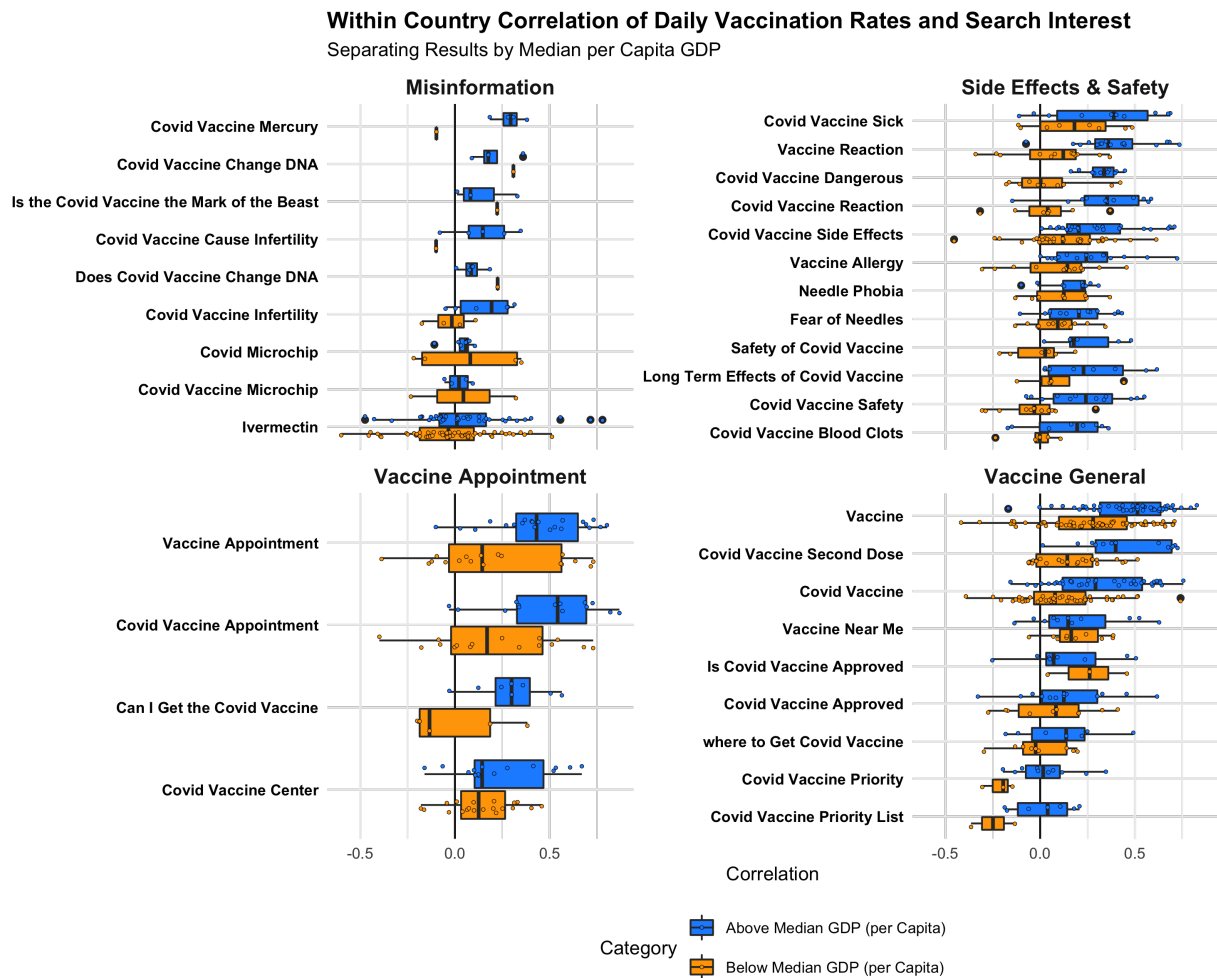 Within Country Correlation of Daily Vaccination Rates and Search Interest
Separating Results by Median per Capita GDP
Misinformation
Covid Vaccine Mercury
Covid Vaccine Change DNA
Is the Covid Vaccine the Mark of the Beast
Covid Vaccine Cause Infertility
Does Covid Vaccine Change DNA
Covid Vaccine Infertility
Covid Microchip
Covid Vaccine Microchip
Ivermectin
Side Effects & Safety
Covid Vaccine Sick
Vaccine Reaction
Covid Vaccine Dangerous
Covid Vaccine Reaction
Covid Vaccine Side Effects
Vaccine Allergy
Needle Phobia
Fear of Needles
Safety of Covid Vaccine
Long Term Effects of Covid Vaccine
Covid Vaccine Safety
Covid Vaccine Blood Clots
Vaccine Appointment
Vaccine Appointment
Covid Vaccine Appointment
Can I Get the Covid Vaccine
Covid Vaccine Center
-0.5 0.0 0.5
Vaccine General
Vaccine
Covid Vaccine Second Dose
Covid Vaccine
Vaccine Near Me
Is Covid Vaccine Approved
Covid Vaccine Approved
where to Get Covid Vaccine
Covid Vaccine Priority
Covid Vaccine Priority List
-0.5 0.0 0.5
Correlation
Category
Above Median GDP (per Capita)
Below Median GDP (per Capita)